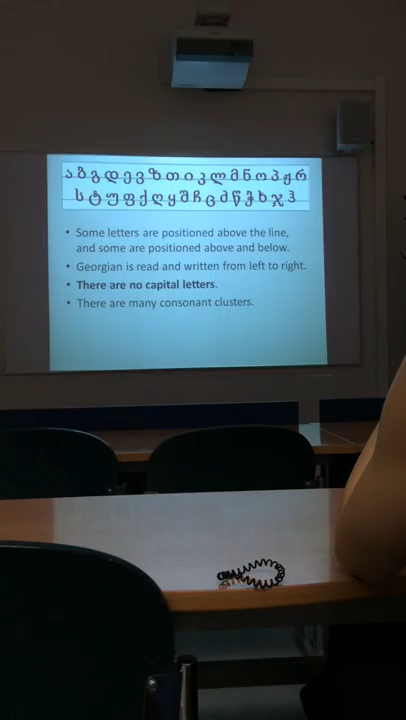 აბგდევზთიკლმნოპჟრ
სტუფქღყშჩცძწჭხჯჰ
• Some letters are positioned above the line,
and some are positioned above and below.
• Georgian is read and written from left to right.
• There are no capital letters.
• There are many consonant clusters.